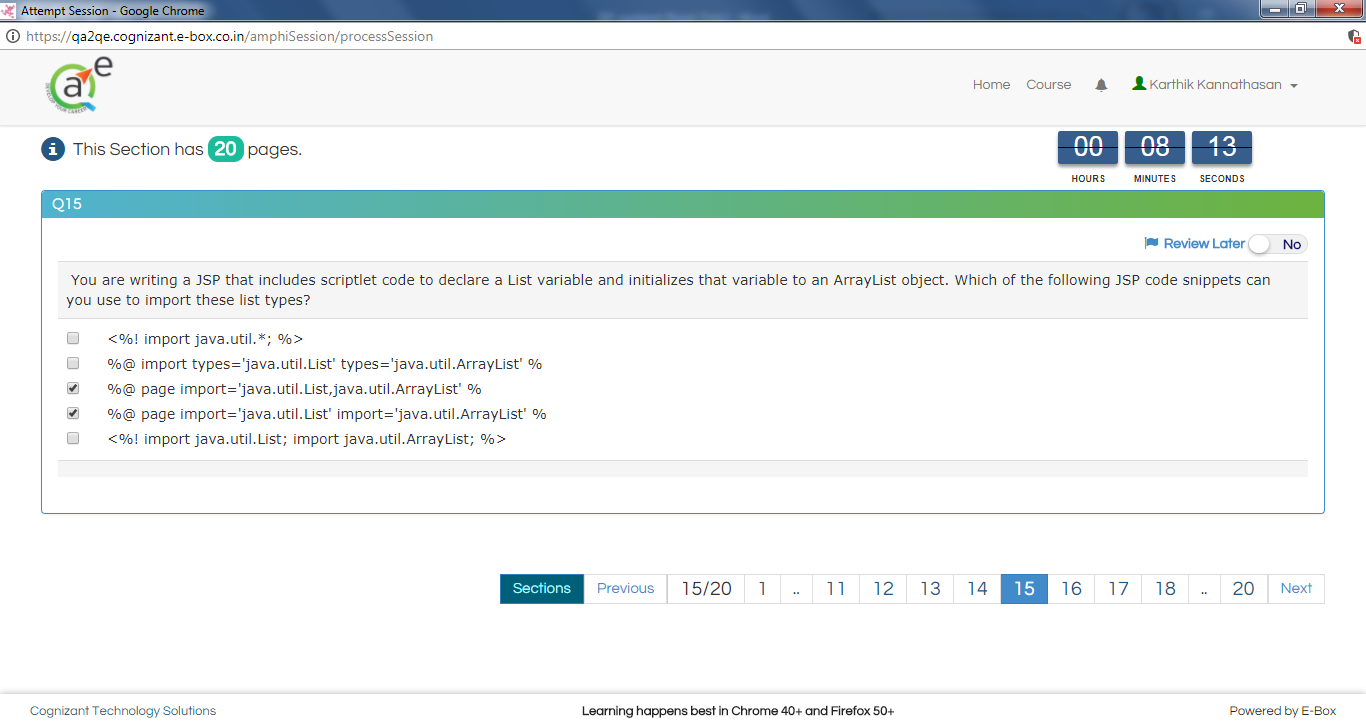 Attempt Session - Google Chrome
https://qa2qe.cognizant.e-box.co.in/amphiSession/processSession
a e
DEVELOP YOUR CAREER
Home Course Karthik Kannathasan
This Section has 20 pages.
00 08 13
HOURS MINUTES SECONDS
Q15
Review Later No
You are writing a JSP that includes scriptlet code to declare a List variable and initializes that variable to an ArrayList object. Which of the following JSP code snippets can
you use to import these list types?
<%! import java.util.*; %>
%@ import types='java.util.List' types='java.util.ArrayList' %
%@ page import='java.util.List,java.util.ArrayList' %
%@ page import='java.util.List' import='java.util.ArrayList' %
<%! import java.util.List; import java.util.ArrayList; %>
Sections Previous 15/20 1 .. 11 12 13 14 15 16 17 18 .. 20 Next
Cognizant Technology Solutions Learning happens best in Chrome 40+ and Firefox 50+ Powered by E-Box